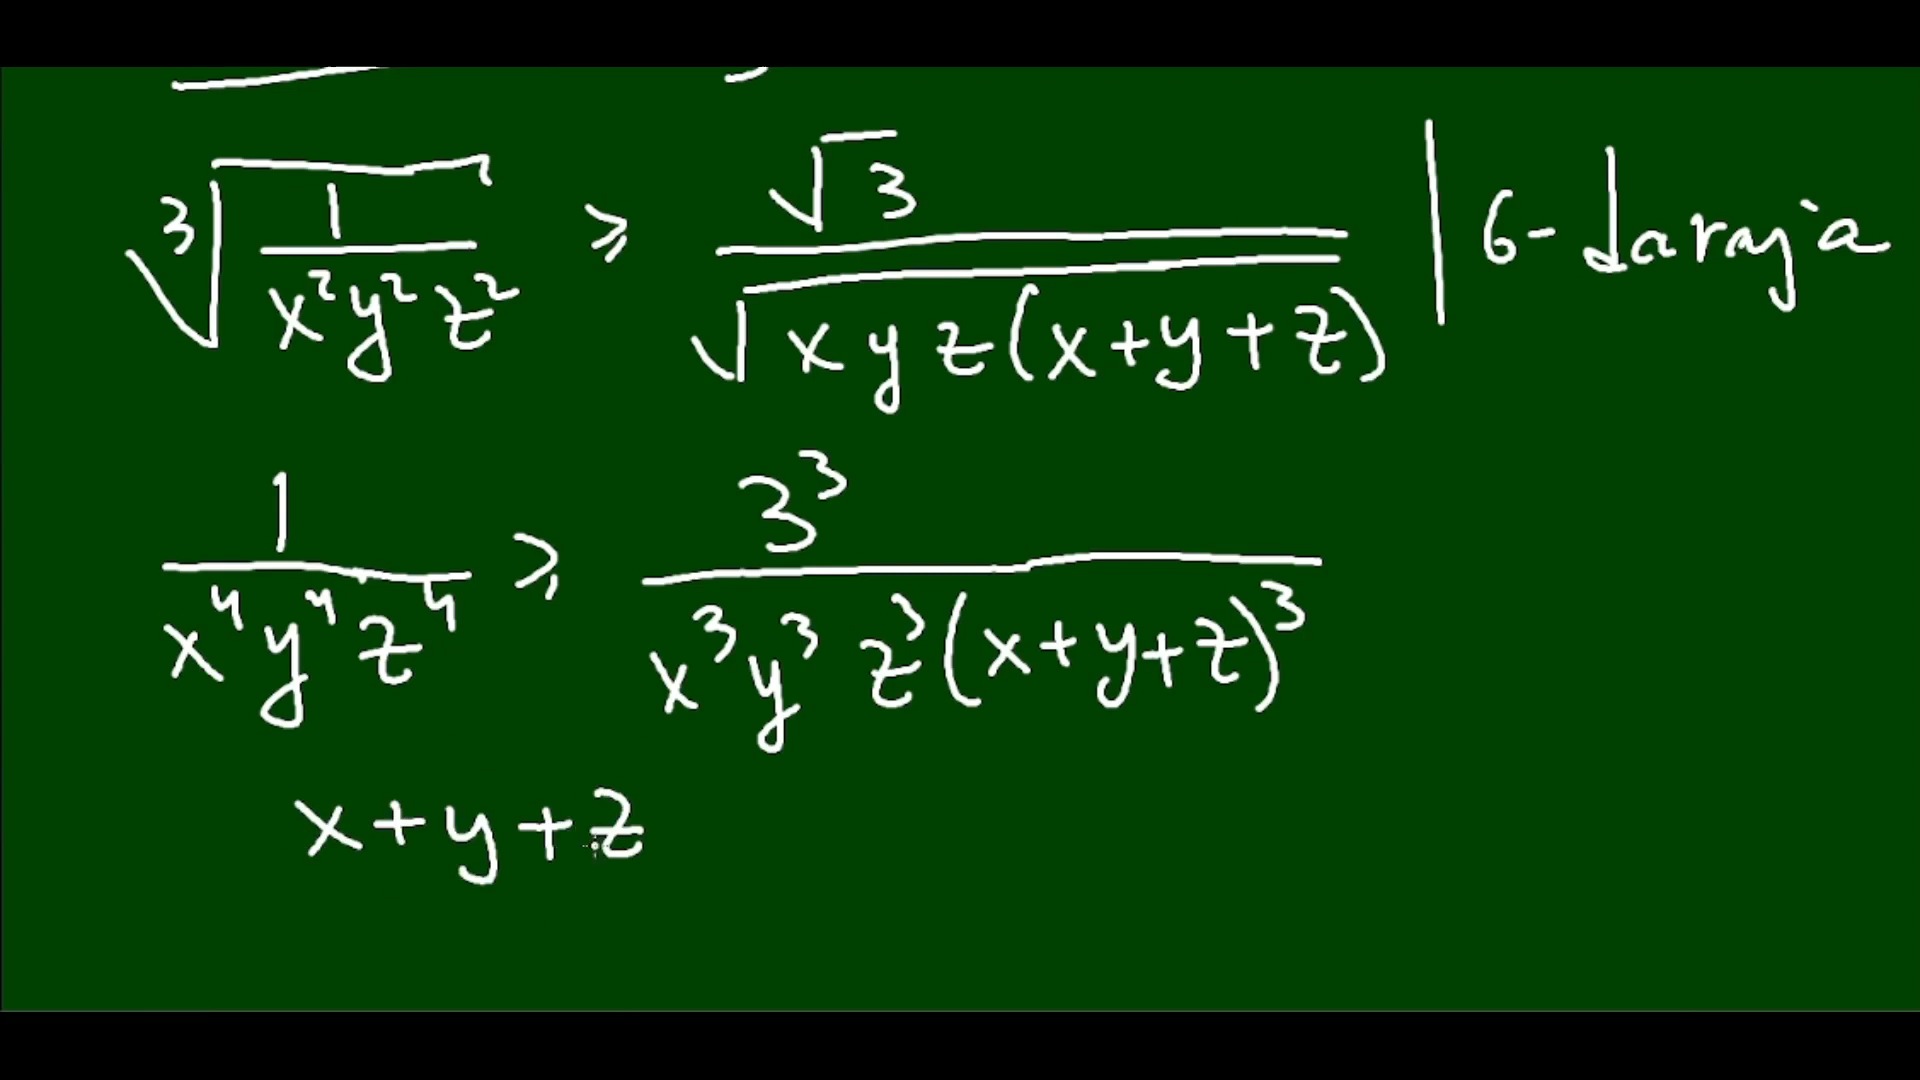 ∛(1/(x²y²z²)) ⩾ √3/√(xyz(x+y+z)) | 6-daraja
1/(x⁴y⁴z⁴) ⩾ 3³/(x³y³z³(x+y+z)³)
x+y+z